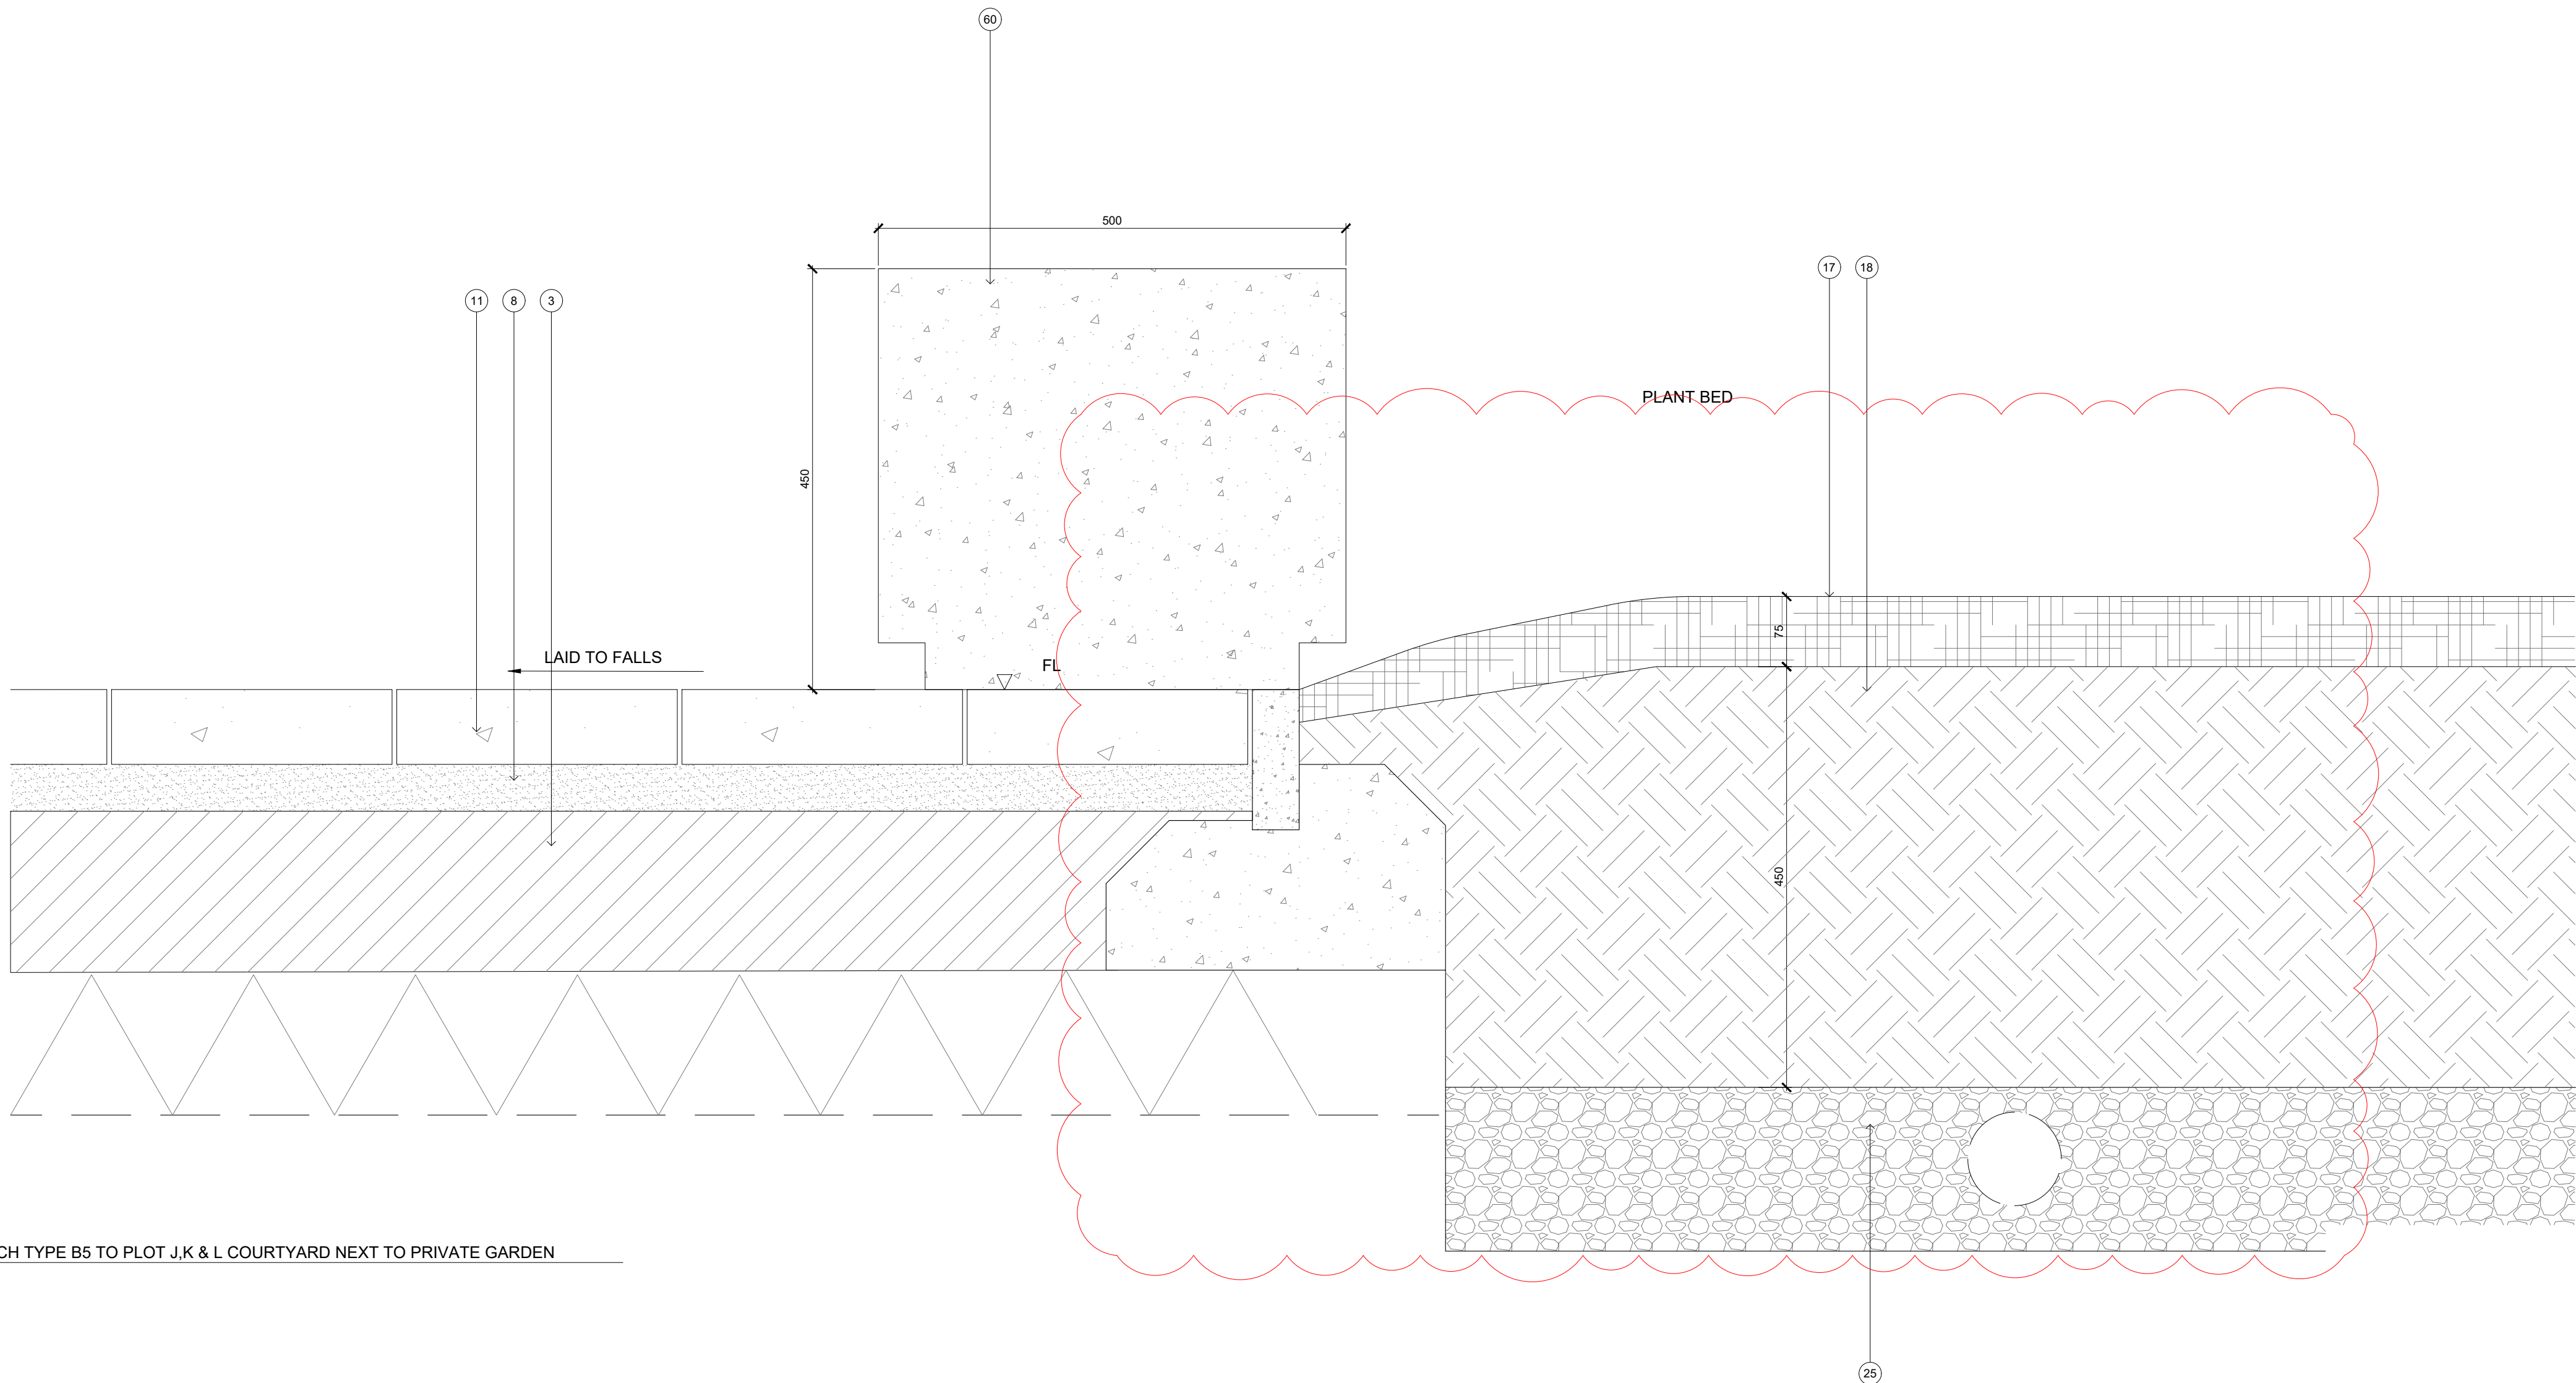 60
500
17
18
11
8
3
PLANT BED
450
75
LAID TO FALLS
FL
450
CH TYPE B5 TO PLOT J,K & L COURTYARD NEXT TO PRIVATE GARDEN
25